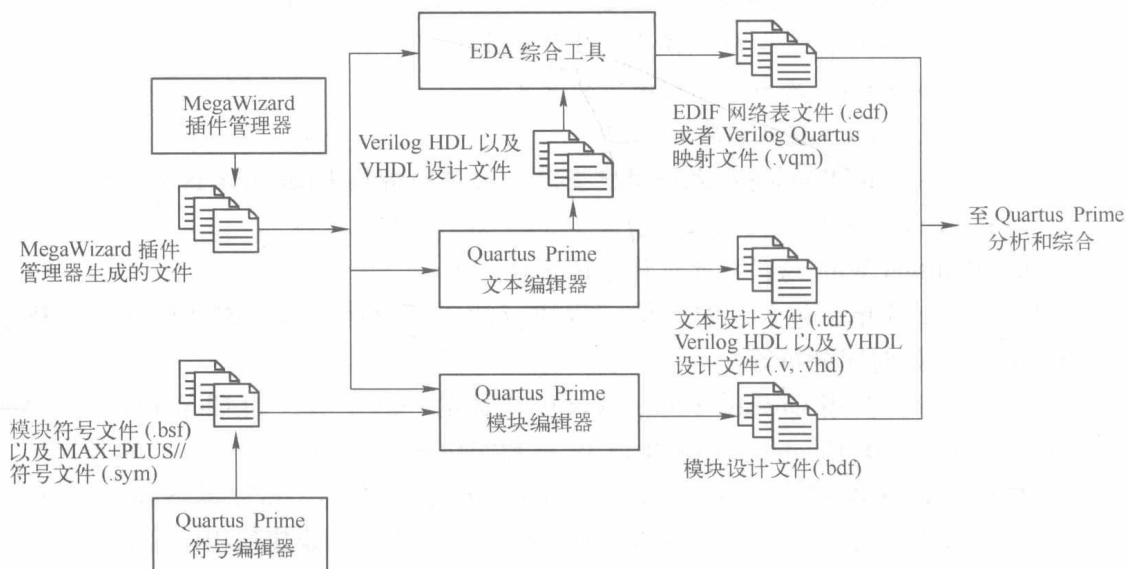 EDA 综合工具
MegaWizard
插件管理器
EDIF 网络表文件 (.edf)
或者 Verilog Quartus
映射文件 (.vqm)
Verilog HDL 以及
VHDL 设计文件
至 Quartus Prime
分析和综合
MegaWizard 插件
管理器生成的文件
Quartus Prime
文本编辑器
文本设计文件 (.tdf)
Verilog HDL 以及 VHDL
设计文件 (.v, .vhd)
Quartus Prime
模块编辑器
模块符号文件 (.bsf)
以及 MAX+PLUS//
符号文件 (.sym)
模块设计文件(.bdf)
Quartus Prime
符号编辑器